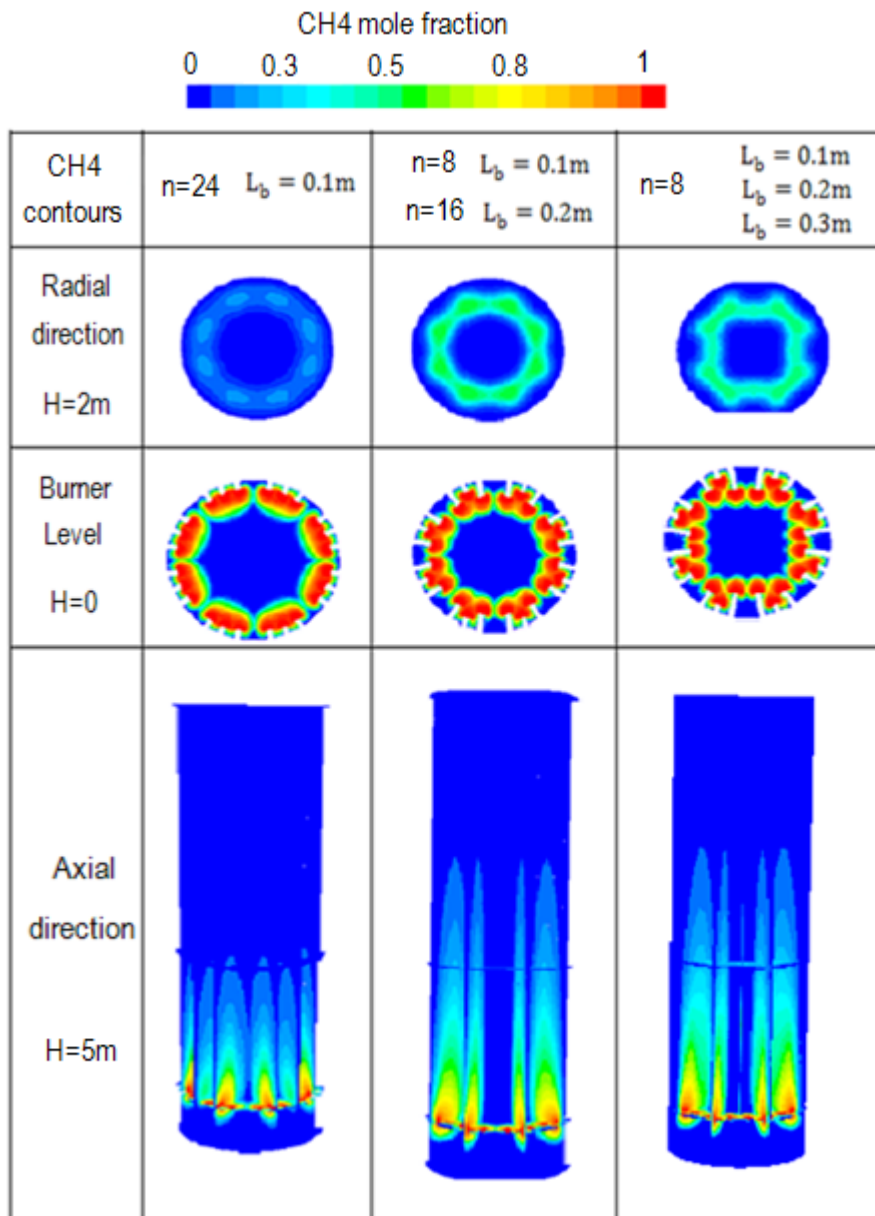 CH4 mole fraction
0 0.3 0.5 0.8 1
CH4
contours
n=24 L_b = 0.1m
n=8 L_b = 0.1m
n=16 L_b = 0.2m
n=8
L_b = 0.1m
L_b = 0.2m
L_b = 0.3m
Radial
direction
H=2m
Burner
Level
H=0
Axial
direction
H=5m